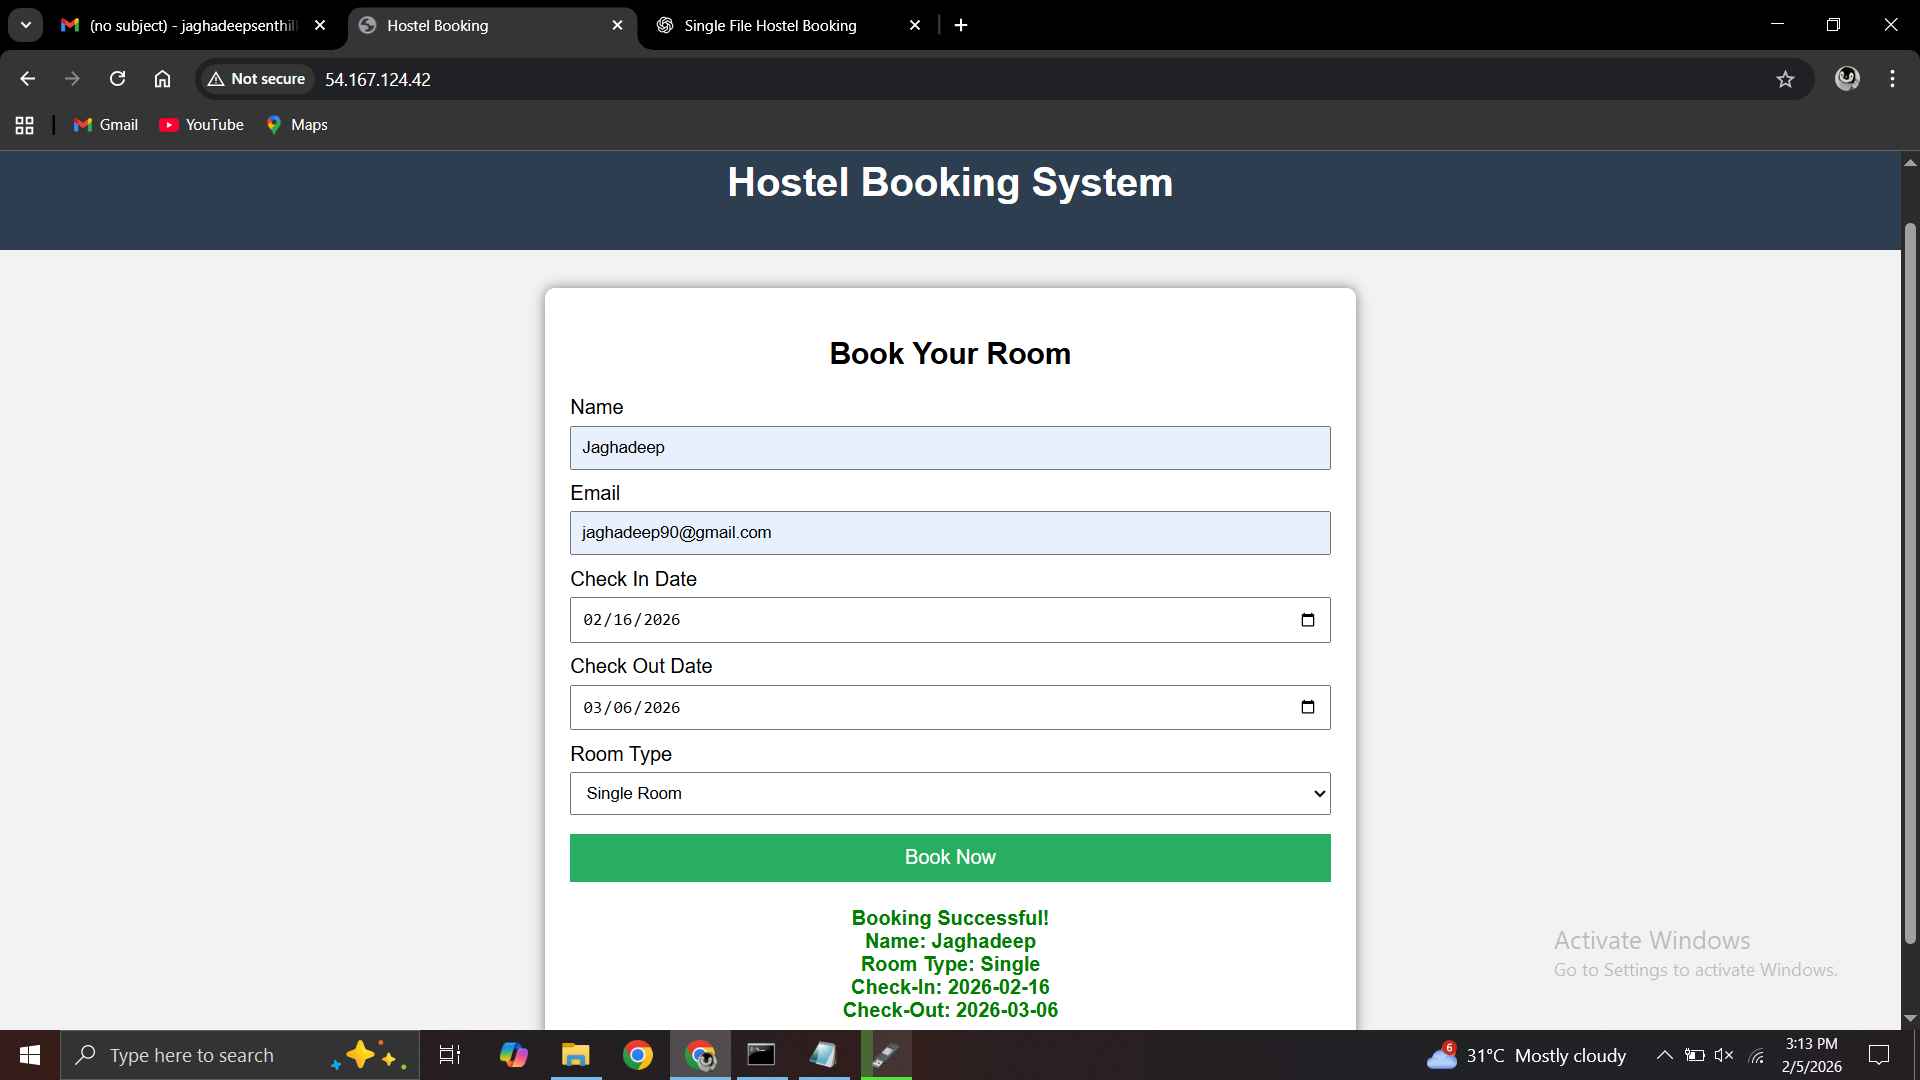 (no subject) - jaghadeepsenthil
Hostel Booking
Single File Hostel Booking
Not secure
54.167.124.42
Gmail
YouTube
Maps
Hostel Booking System
Book Your Room
Name
Jaghadeep
Email
jaghadeep90@gmail.com
Check In Date
02/16/2026
Check Out Date
03/06/2026
Room Type
Single Room
Book Now
Booking Successful!
Name: Jaghadeep
Room Type: Single
Check-In: 2026-02-16
Check-Out: 2026-03-06
Activate Windows
Go to Settings to activate Windows.
Type here to search
6
31°C Mostly cloudy
3:13 PM
2/5/2026